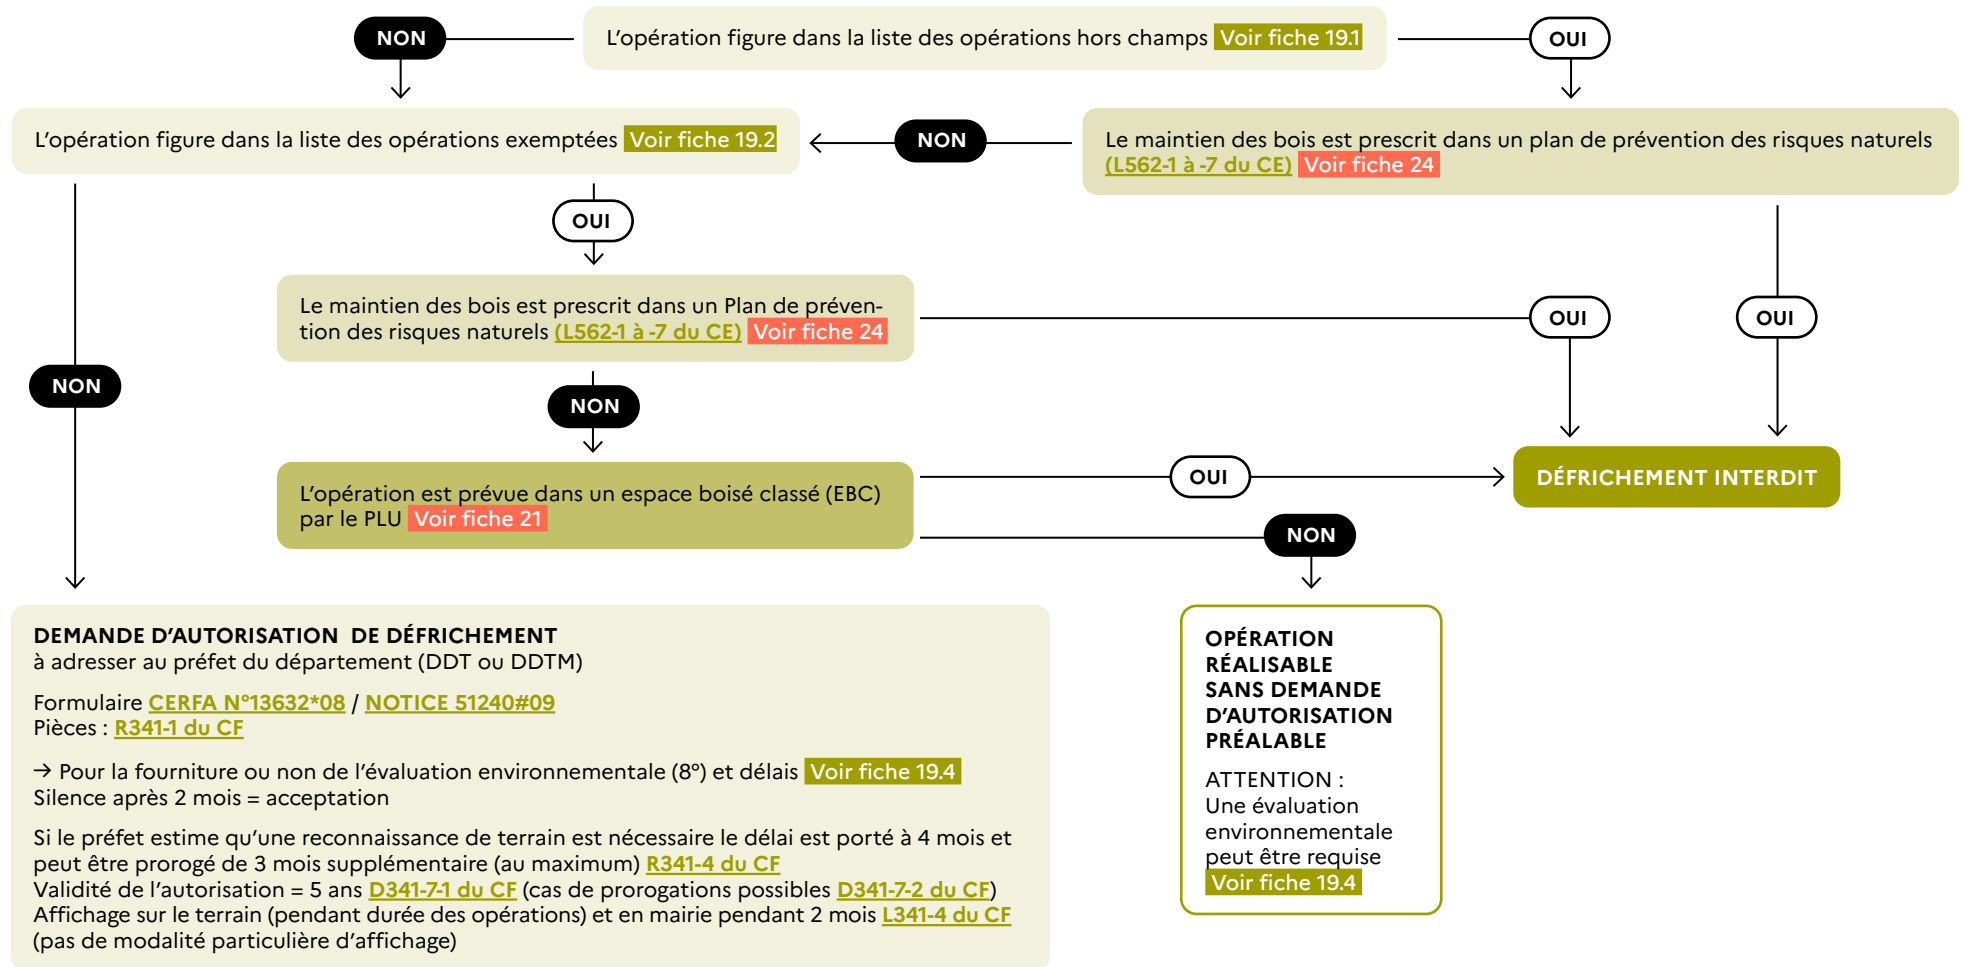 NON
L'opération figure dans la liste des opérations hors champs Voir fiche 19.1
OUI
L'opération figure dans la liste des opérations exemptées Voir fiche 19.2
NON
Le maintien des bois est prescrit dans un plan de prévention des risques naturels
(L562-1 à -7 du CE) Voir fiche 24
OUI
Le maintien des bois est prescrit dans un Plan de préven-
tion des risques naturels (L562-1 à -7 du CE) Voir fiche 24
OUI
OUI
NON
NON
L'opération est prévue dans un espace boisé classé (EBC)
par le PLU Voir fiche 21
OUI
DÉFRICHEMENT INTERDIT
NON
DEMANDE D'AUTORISATION DE DÉFRICHEMENT
à adresser au préfet du département (DDT ou DDTM)
Formulaire CERFA N°13632*08 / NOTICE 51240#09
Pièces : R341-1 du CF
→ Pour la fourniture ou non de l'évaluation environnementale (8°) et délais Voir fiche 19.4
Silence après 2 mois = acceptation
Si le préfet estime qu'une reconnaissance de terrain est nécessaire le délai est porté à 4 mois et
peut être prorogé de 3 mois supplémentaire (au maximum) R341-4 du CF
Validité de l'autorisation = 5 ans D341-7-1 du CF (cas de prorogations possibles D341-7-2 du CF)
Affichage sur le terrain (pendant durée des opérations) et en mairie pendant 2 mois L341-4 du CF
(pas de modalité particulière d'affichage)
OPÉRATION
RÉALISABLE
SANS DEMANDE
D'AUTORISATION
PRÉALABLE
ATTENTION :
Une évaluation
environnementale
peut être requise
Voir fiche 19.4